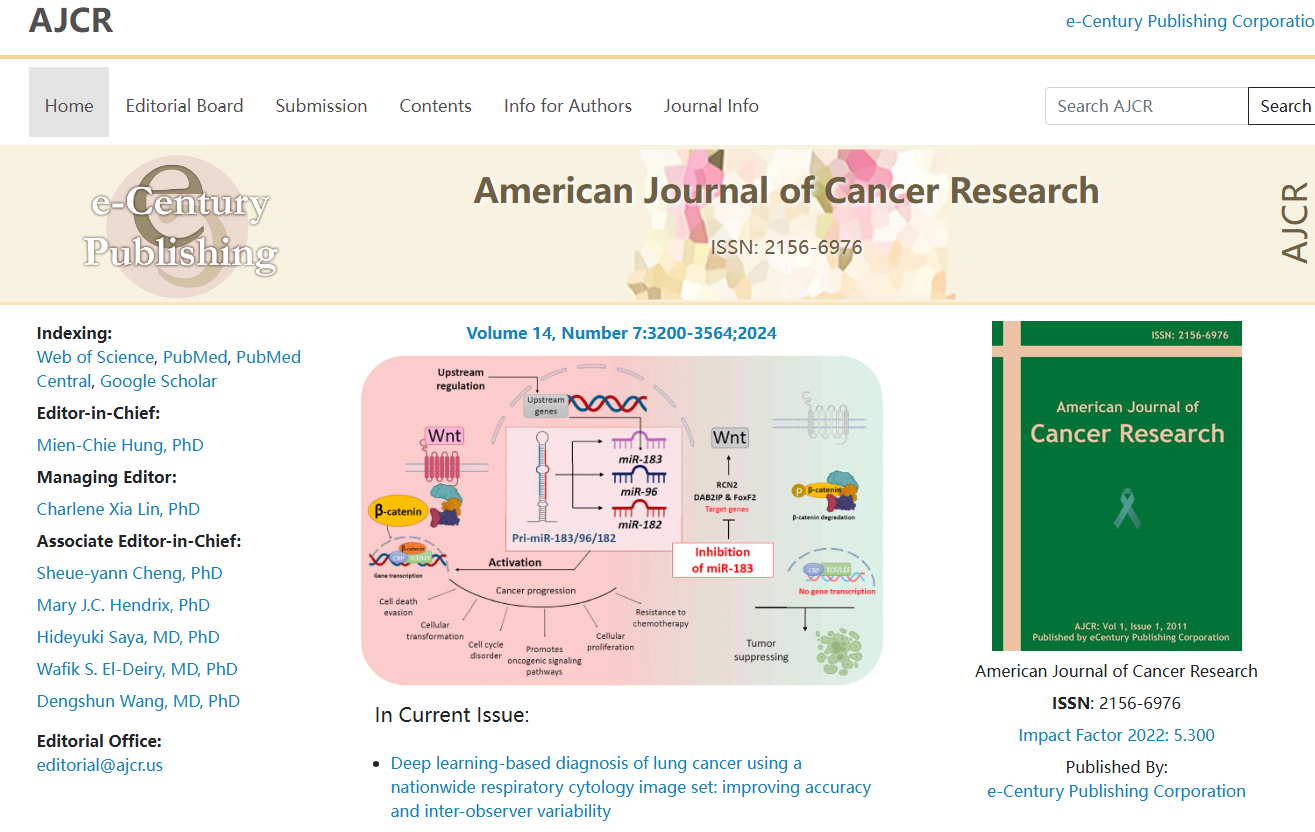 AJCR
e-Century Publishing Corporatio
Home
Editorial Board
Submission
Contents
Info for Authors
Journal Info
Search AJCR
Search
e-Century
Publishing
American Journal of Cancer Research
ISSN: 2156-6976
AJCR
Indexing:
Web of Science, PubMed, PubMed
Central, Google Scholar
Editor-in-Chief:
Mien-Chie Hung, PhD
Managing Editor:
Charlene Xia Lin, PhD
Associate Editor-in-Chief:
Sheue-yann Cheng, PhD
Mary J.C. Hendrix, PhD
Hideyuki Saya, MD, PhD
Wafik S. El-Deiry, MD, PhD
Dengshun Wang, MD, PhD
Editorial Office:
editorial@ajcr.us
Volume 14, Number 7:3200-3564;2024
Upstream
regulation
Upstream
genes
Wnt
β-catenin
β-catenin
CBP
TCF/LEF
Gene transcription
miR-183
miR-96
miR-182
Pri-miR-183/96/182
Activation
Cancer progression
Cell death
evasion
Cellular
transformation
Cell cycle
disorder
Promotes
oncogenic signaling
pathways
Cellular
proliferation
Resistance to
chemotherapy
Wnt
RCN2
DAB2IP & FoxF2
Target genes
Inhibition
of miR-183
P
β-catenin
β-catenin degradation
CBP
TCF/LEF
No gene transcription
Tumor
suppressing
In Current Issue:
• Deep learning-based diagnosis of lung cancer using a
nationwide respiratory cytology image set: improving accuracy
and inter-observer variability
ISSN: 2156-6976
American Journal of
Cancer Research
AJCR: Vol 1, Issue 1, 2011
Published by eCentury Publishing Corporation
American Journal of Cancer Research
ISSN: 2156-6976
Impact Factor 2022: 5.300
Published By:
e-Century Publishing Corporation